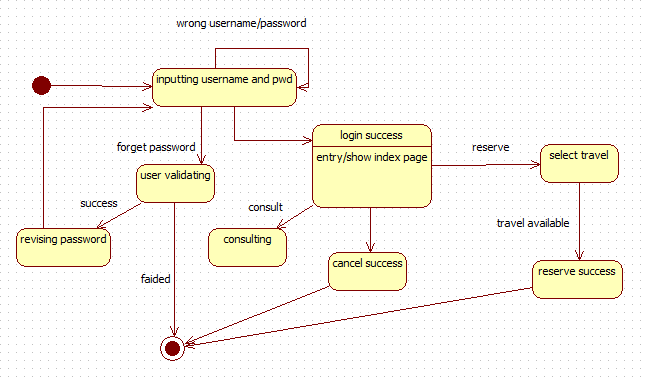 wrong username/password
inputting username and pwd
forget password
login success
entry/show index page
reserve
select travel
user validating
success
consult
travel available
revising password
consulting
cancel success
reserve success
faided